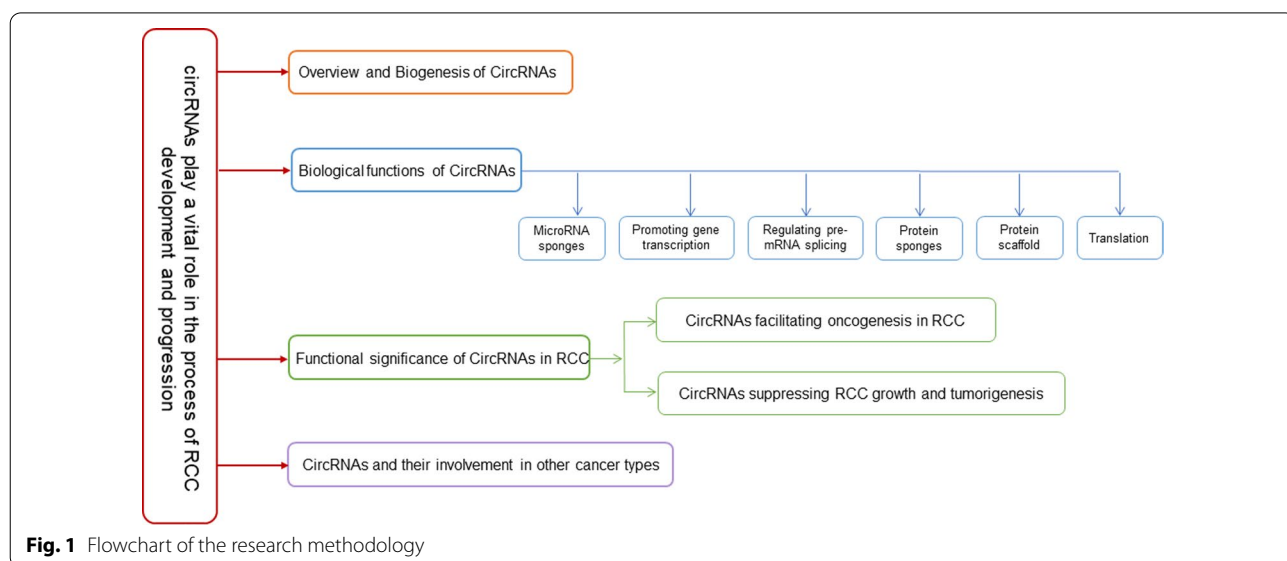 circRNAs play a vital role in the process of RCC
development and progression
Overview and Biogenesis of CircRNAs
Biological functions of CircRNAs
MicroRNA
sponges
Promoting gene
transcription
Regulating pre-
mRNA splicing
Protein
sponges
Protein
scaffold
Translation
Functional significance of CircRNAs in RCC
CircRNAs facilitating oncogenesis in RCC
CircRNAs suppressing RCC growth and tumorigenesis
CircRNAs and their involvement in other cancer types
Fig. 1 Flowchart of the research methodology